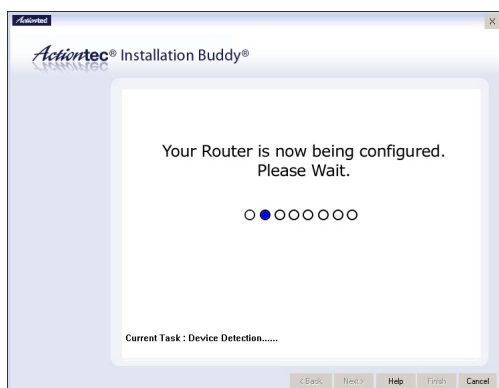 Actiontec
Actiontec® Installation Buddy®
Your Router is now being configured.
Please Wait.
Current Task : Device Detection......
< Back Next > Help Finish Cancel